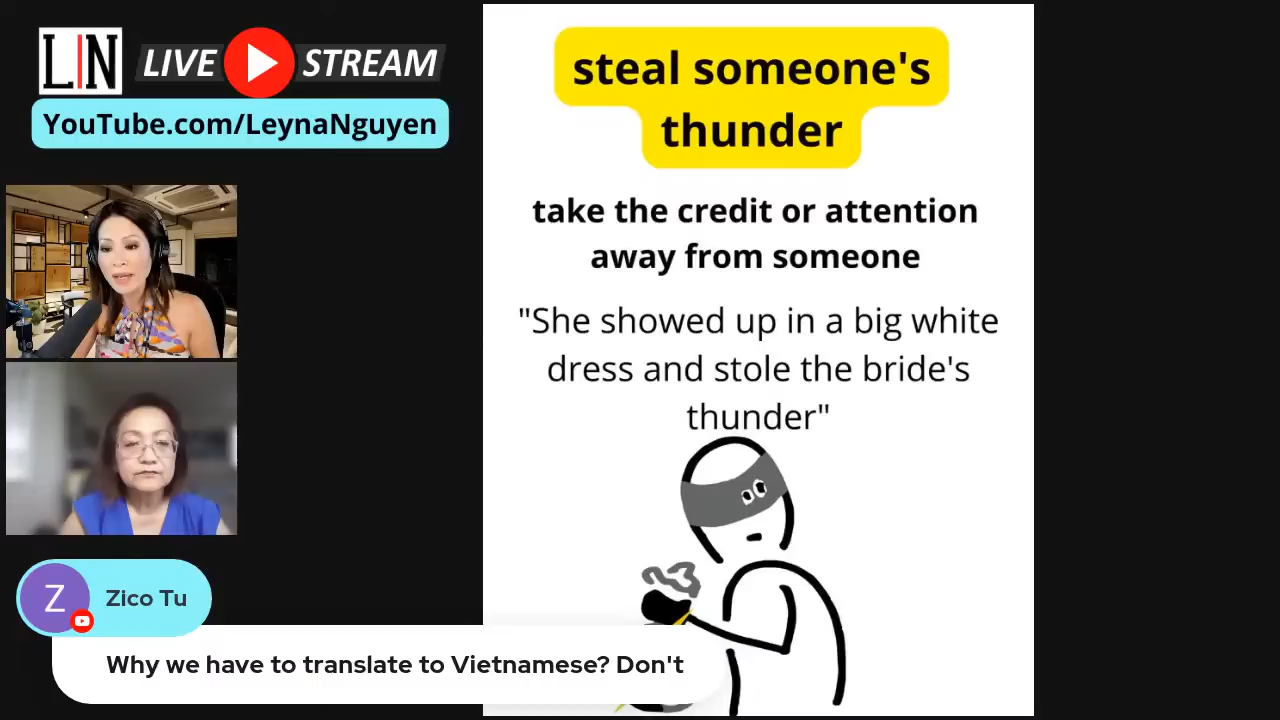 LIN LIVE STREAM
YouTube.com/LeynaNguyen
steal someone's
thunder
take the credit or attention
away from someone
"She showed up in a big white
dress and stole the bride's
thunder"
Z Zico Tu
Why we have to translate to Vietnamese? Don't